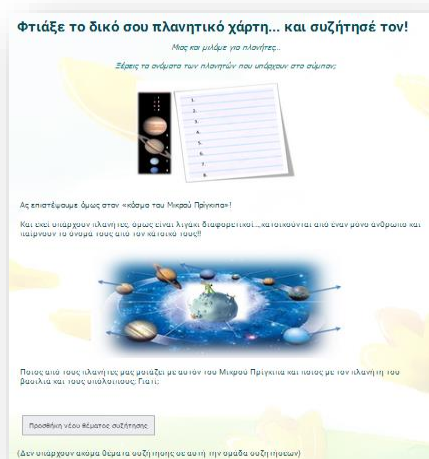 Φτιάξε το δικό σου πλανητικό χάρτη... και συζήτησέ τον!
Μιας και μιλάμε για πλανήτες...
Ξέρεις τα ονόματα των πλανητών που υπάρχουν στο σύμπαν;
1.
2.
3.
4.
5.
6.
7.
8.
Ας επιστέψουμε όμως στον «κόσμο του Μικρού Πρίγκιπα»!
Και εκεί υπάρχουν πλανήτες, όμως είναι λιγάκι διαφορετικοί...,κατοικούνται από έναν μόνο άνθρωπο και
παίρνουν το όνομά τους από τον κάτοικό τους!!
Ποιος από τους πλανήτες μας μοιάζει με αυτόν του Μικρού Πρίγκιπα και ποιος με τον πλανήτη του
βασιλιά και τους υπόλοιπους; Γιατί;
Προσθήκη νέου θέματος συζήτησης
(Δεν υπάρχουν ακόμα θέματα συζήτησης σε αυτή την ομάδα συζητήσεων)